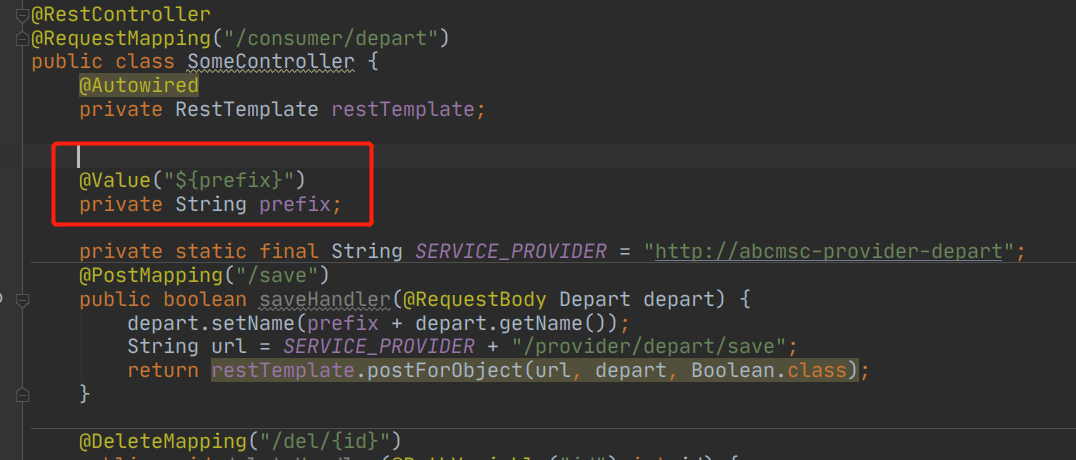 @RestController
@RequestMapping("/consumer/depart")
public class SomeController {
@Autowired
private RestTemplate restTemplate;
@Value("${prefix}")
private String prefix;
private static final String SERVICE_PROVIDER = "http://abcmsc-provider-depart";
@PostMapping("/save")
public boolean saveHandler(@RequestBody Depart depart) {
depart.setName(prefix + depart.getName());
String url = SERVICE_PROVIDER + "/provider/depart/save";
return restTemplate.postForObject(url, depart, Boolean.class);
}
@DeleteMapping("/del/{id}")